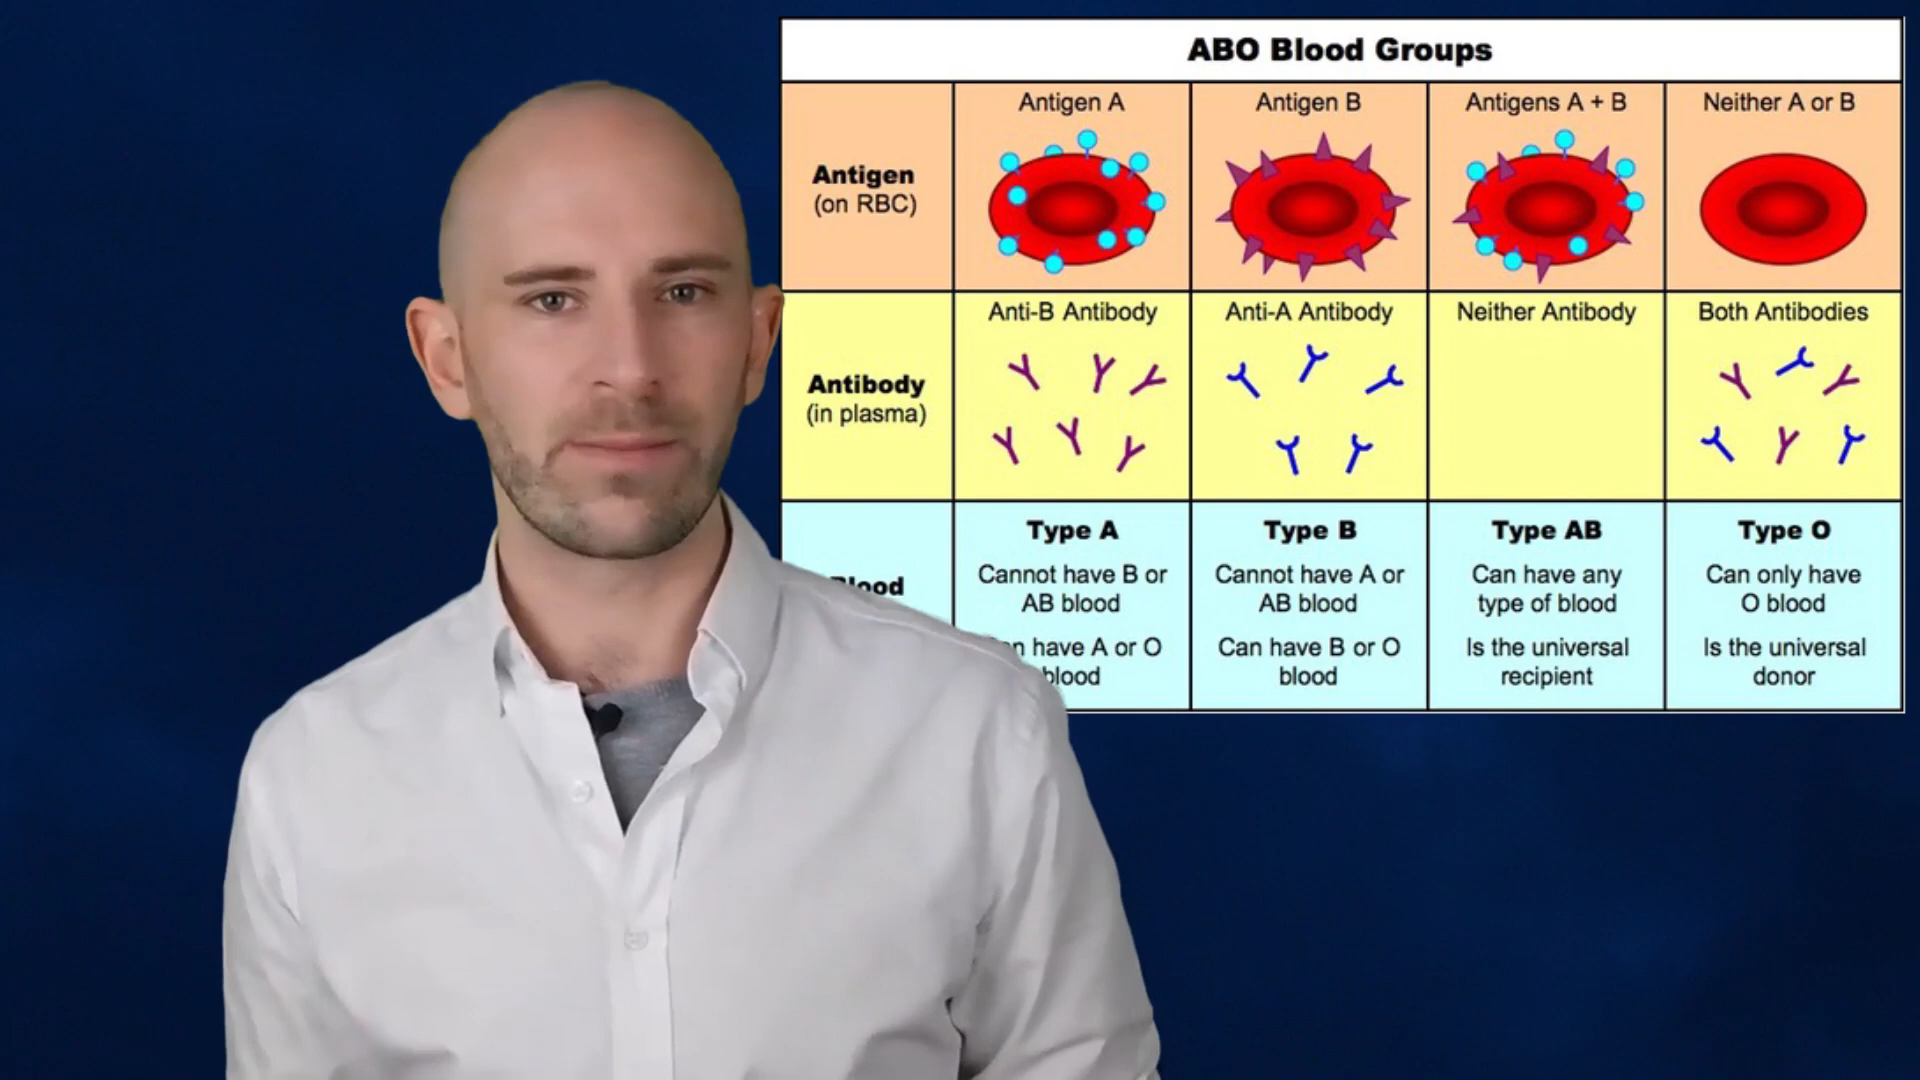 ABO Blood Groups
Antigen A
Antigen B
Antigens A + B
Neither A or B
Antigen
(on RBC)
Anti-B Antibody
Anti-A Antibody
Neither Antibody
Both Antibodies
Antibody
(in plasma)
Type A
Cannot have B or
AB blood
have A or O
blood
Type B
Cannot have A or
AB blood
Can have B or O
blood
Type AB
Can have any
type of blood
Is the universal
recipient
Type O
Can only have
O blood
Is the universal
donor